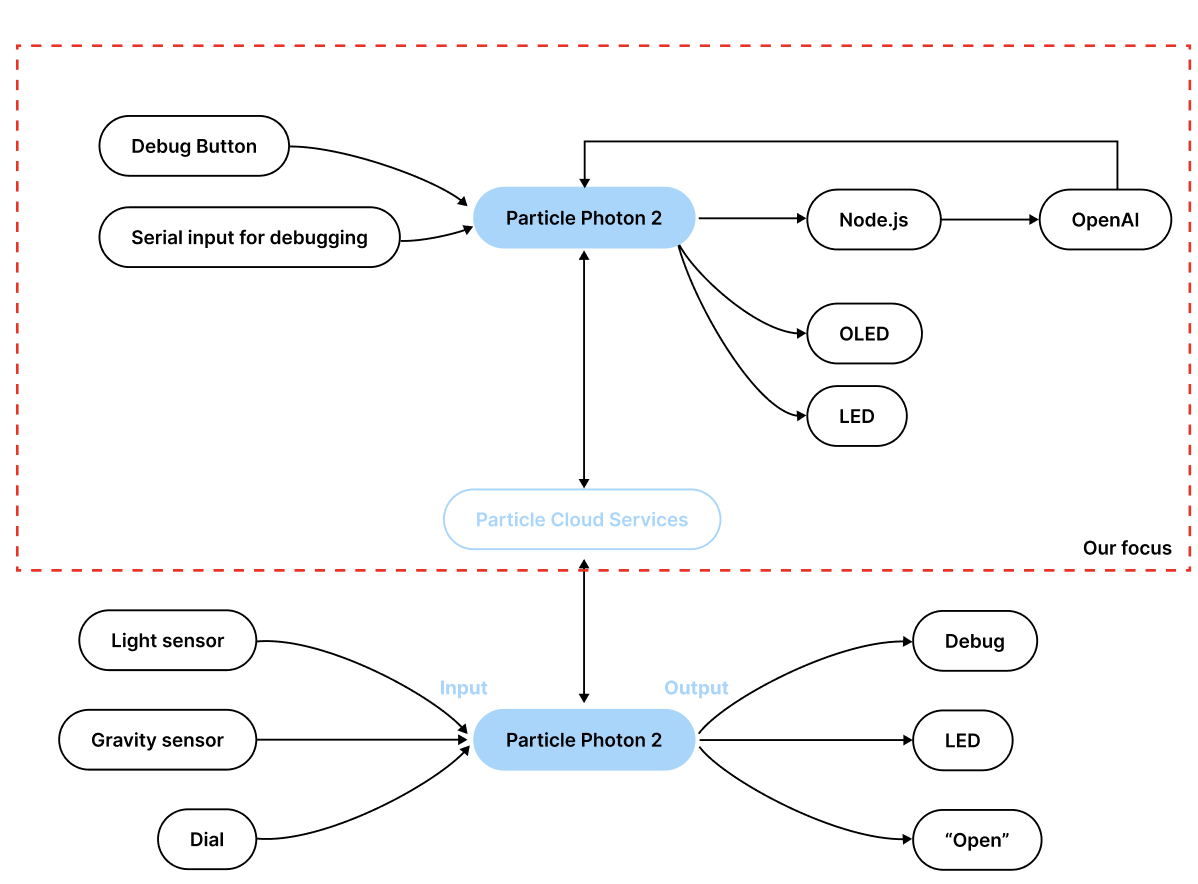 Debug Button
Serial input for debugging
Particle Photon 2
Node.js
OpenAI
OLED
LED
Particle Cloud Services
Our focus
Light sensor
Gravity sensor
Dial
Input
Output
Particle Photon 2
Debug
LED
“Open”